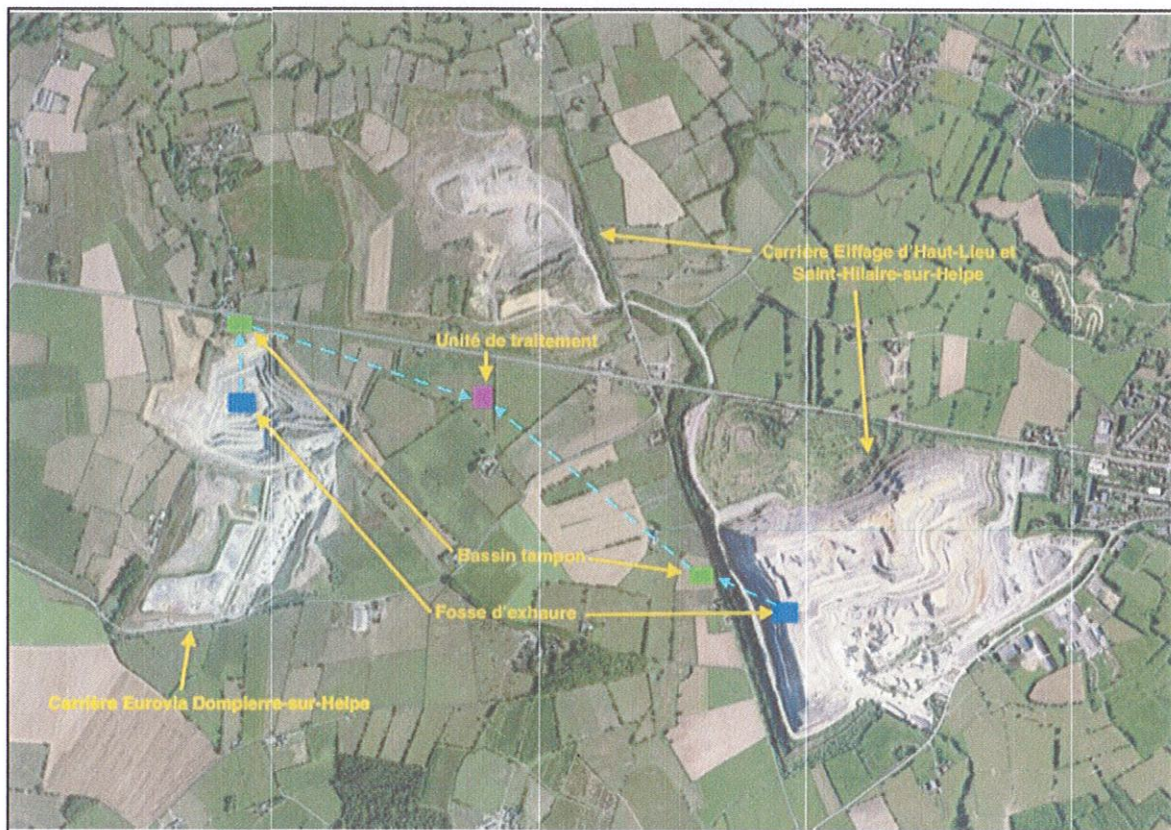 Carrière Eiffage d'Haut-Lieu et
Saint-Hilaire-sur-Helpe
Unité de traitement
Bassin tampon
Fosse d'exhaure
Carrière Eurovia Dompierre-sur-Helpe